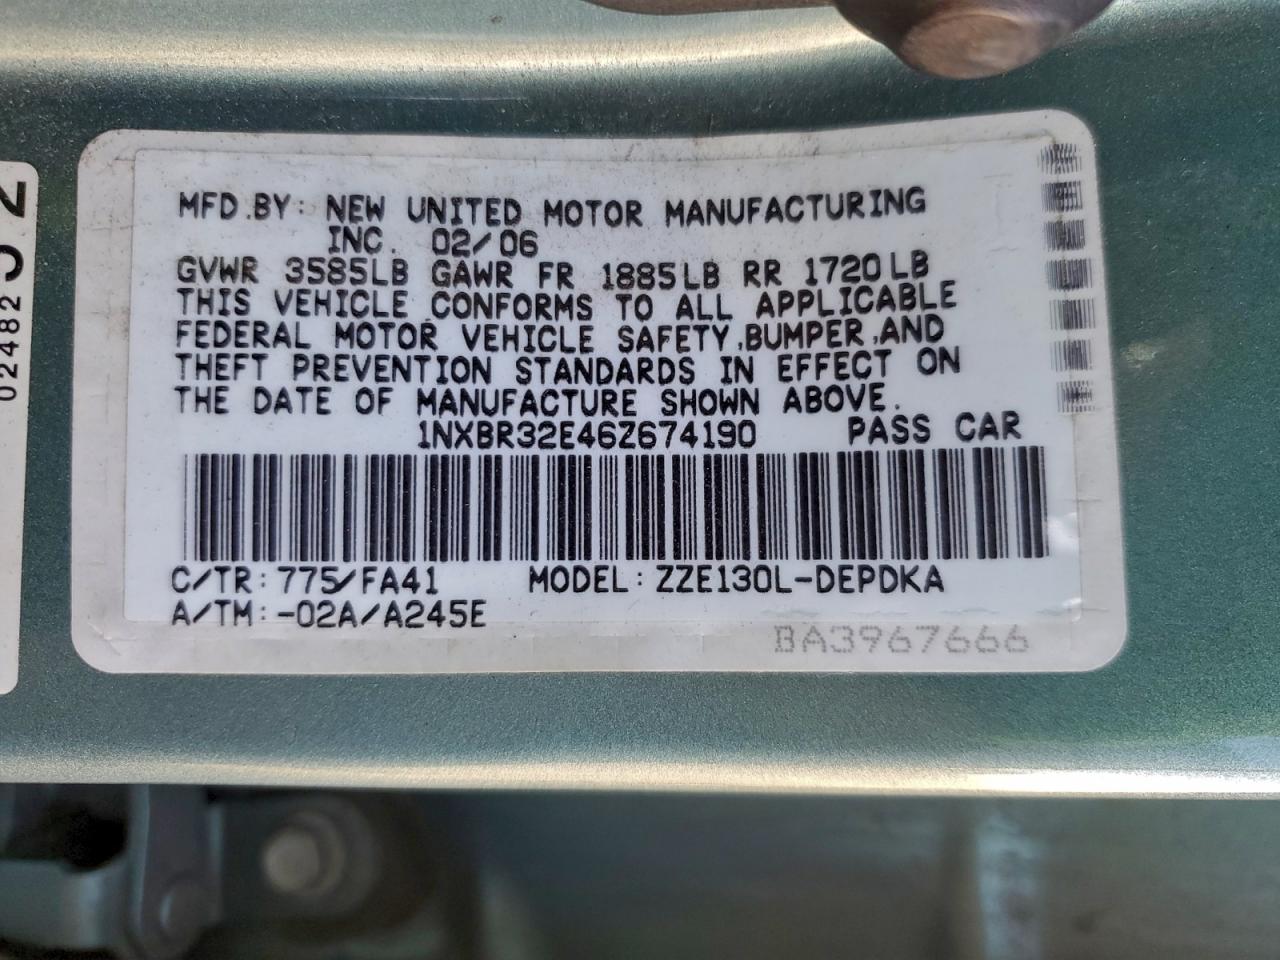 MFD.BY: NEW UNITED MOTOR MANUFACTURING
INC. 02/06
GVWR 3585LB GAWR FR 1885LB RR 1720LB
THIS VEHICLE CONFORMS TO ALL APPLICABLE
FEDERAL MOTOR VEHICLE SAFETY,BUMPER,AND
THEFT PREVENTION STANDARDS IN EFFECT ON
THE DATE OF MANUFACTURE SHOWN ABOVE.
1NXBR32E46Z674190 PASS CAR
C/TR: 775/FA41 MODEL: ZZE130L-DEPDKA
A/TM: -02A/A245E
BA3967666
02482